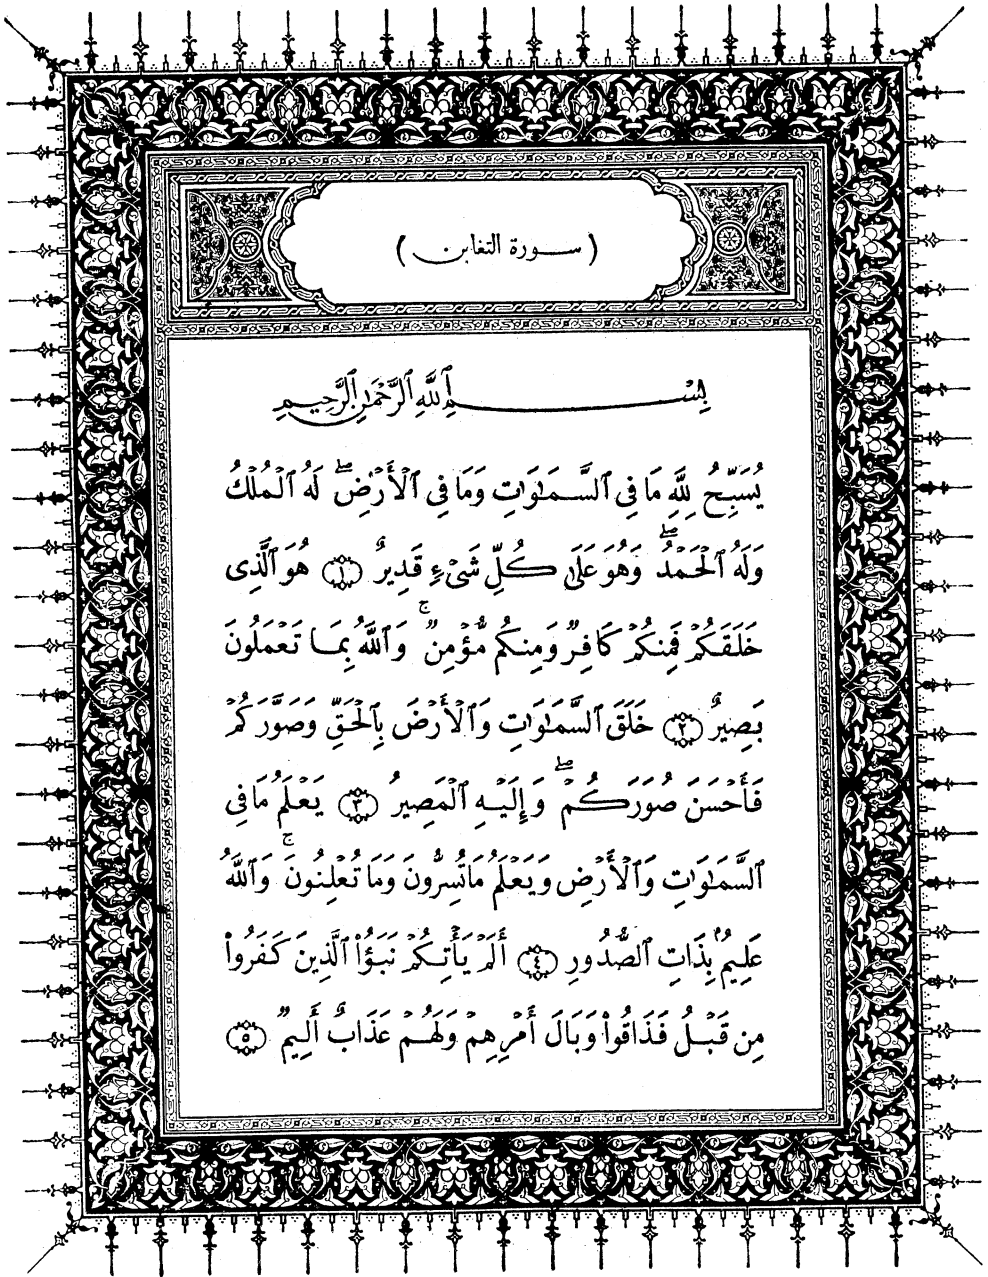 ( سورة التغابن )
بِسْمِ ٱللَّهِ ٱلرَّحْمَٰنِ ٱلرَّحِيمِ
يُسَبِّحُ لِلَّهِ مَا فِي ٱلسَّمَٰوَٰتِ وَمَا فِي ٱلْأَرْضِۖ لَهُ ٱلْمُلْكُ
وَلَهُ ٱلْحَمْدُۖ وَهُوَ عَلَىٰ كُلِّ شَىْءٍ قَدِيرٌ ﴿١﴾ هُوَ ٱلَّذِى
خَلَقَكُمْ فَمِنكُمْ كَافِرٌ وَمِنكُم مُّؤْمِنٌۚ وَٱللَّهُ بِمَا تَعْمَلُونَ
بَصِيرٌ ﴿٢﴾ خَلَقَ ٱلسَّمَٰوَٰتِ وَٱلْأَرْضَ بِٱلْحَقِّ وَصَوَّرَكُمْ
فَأَحْسَنَ صُوَرَكُمْۖ وَإِلَيْهِ ٱلْمَصِيرُ ﴿٣﴾ يَعْلَمُ مَا فِى
ٱلسَّمَٰوَٰتِ وَٱلْأَرْضِ وَيَعْلَمُ مَا تُسِرُّونَ وَمَا تُعْلِنُونَۚ وَٱللَّهُ
عَلِيمٌۢ بِذَاتِ ٱلصُّدُورِ ﴿٤﴾ أَلَمْ يَأْتِكُمْ نَبَؤُا۟ ٱلَّذِينَ كَفَرُوا۟
مِن قَبْلُ فَذَاقُوا۟ وَبَالَ أَمْرِهِمْ وَلَهُمْ عَذَابٌ أَلِيمٌ ﴿٥﴾